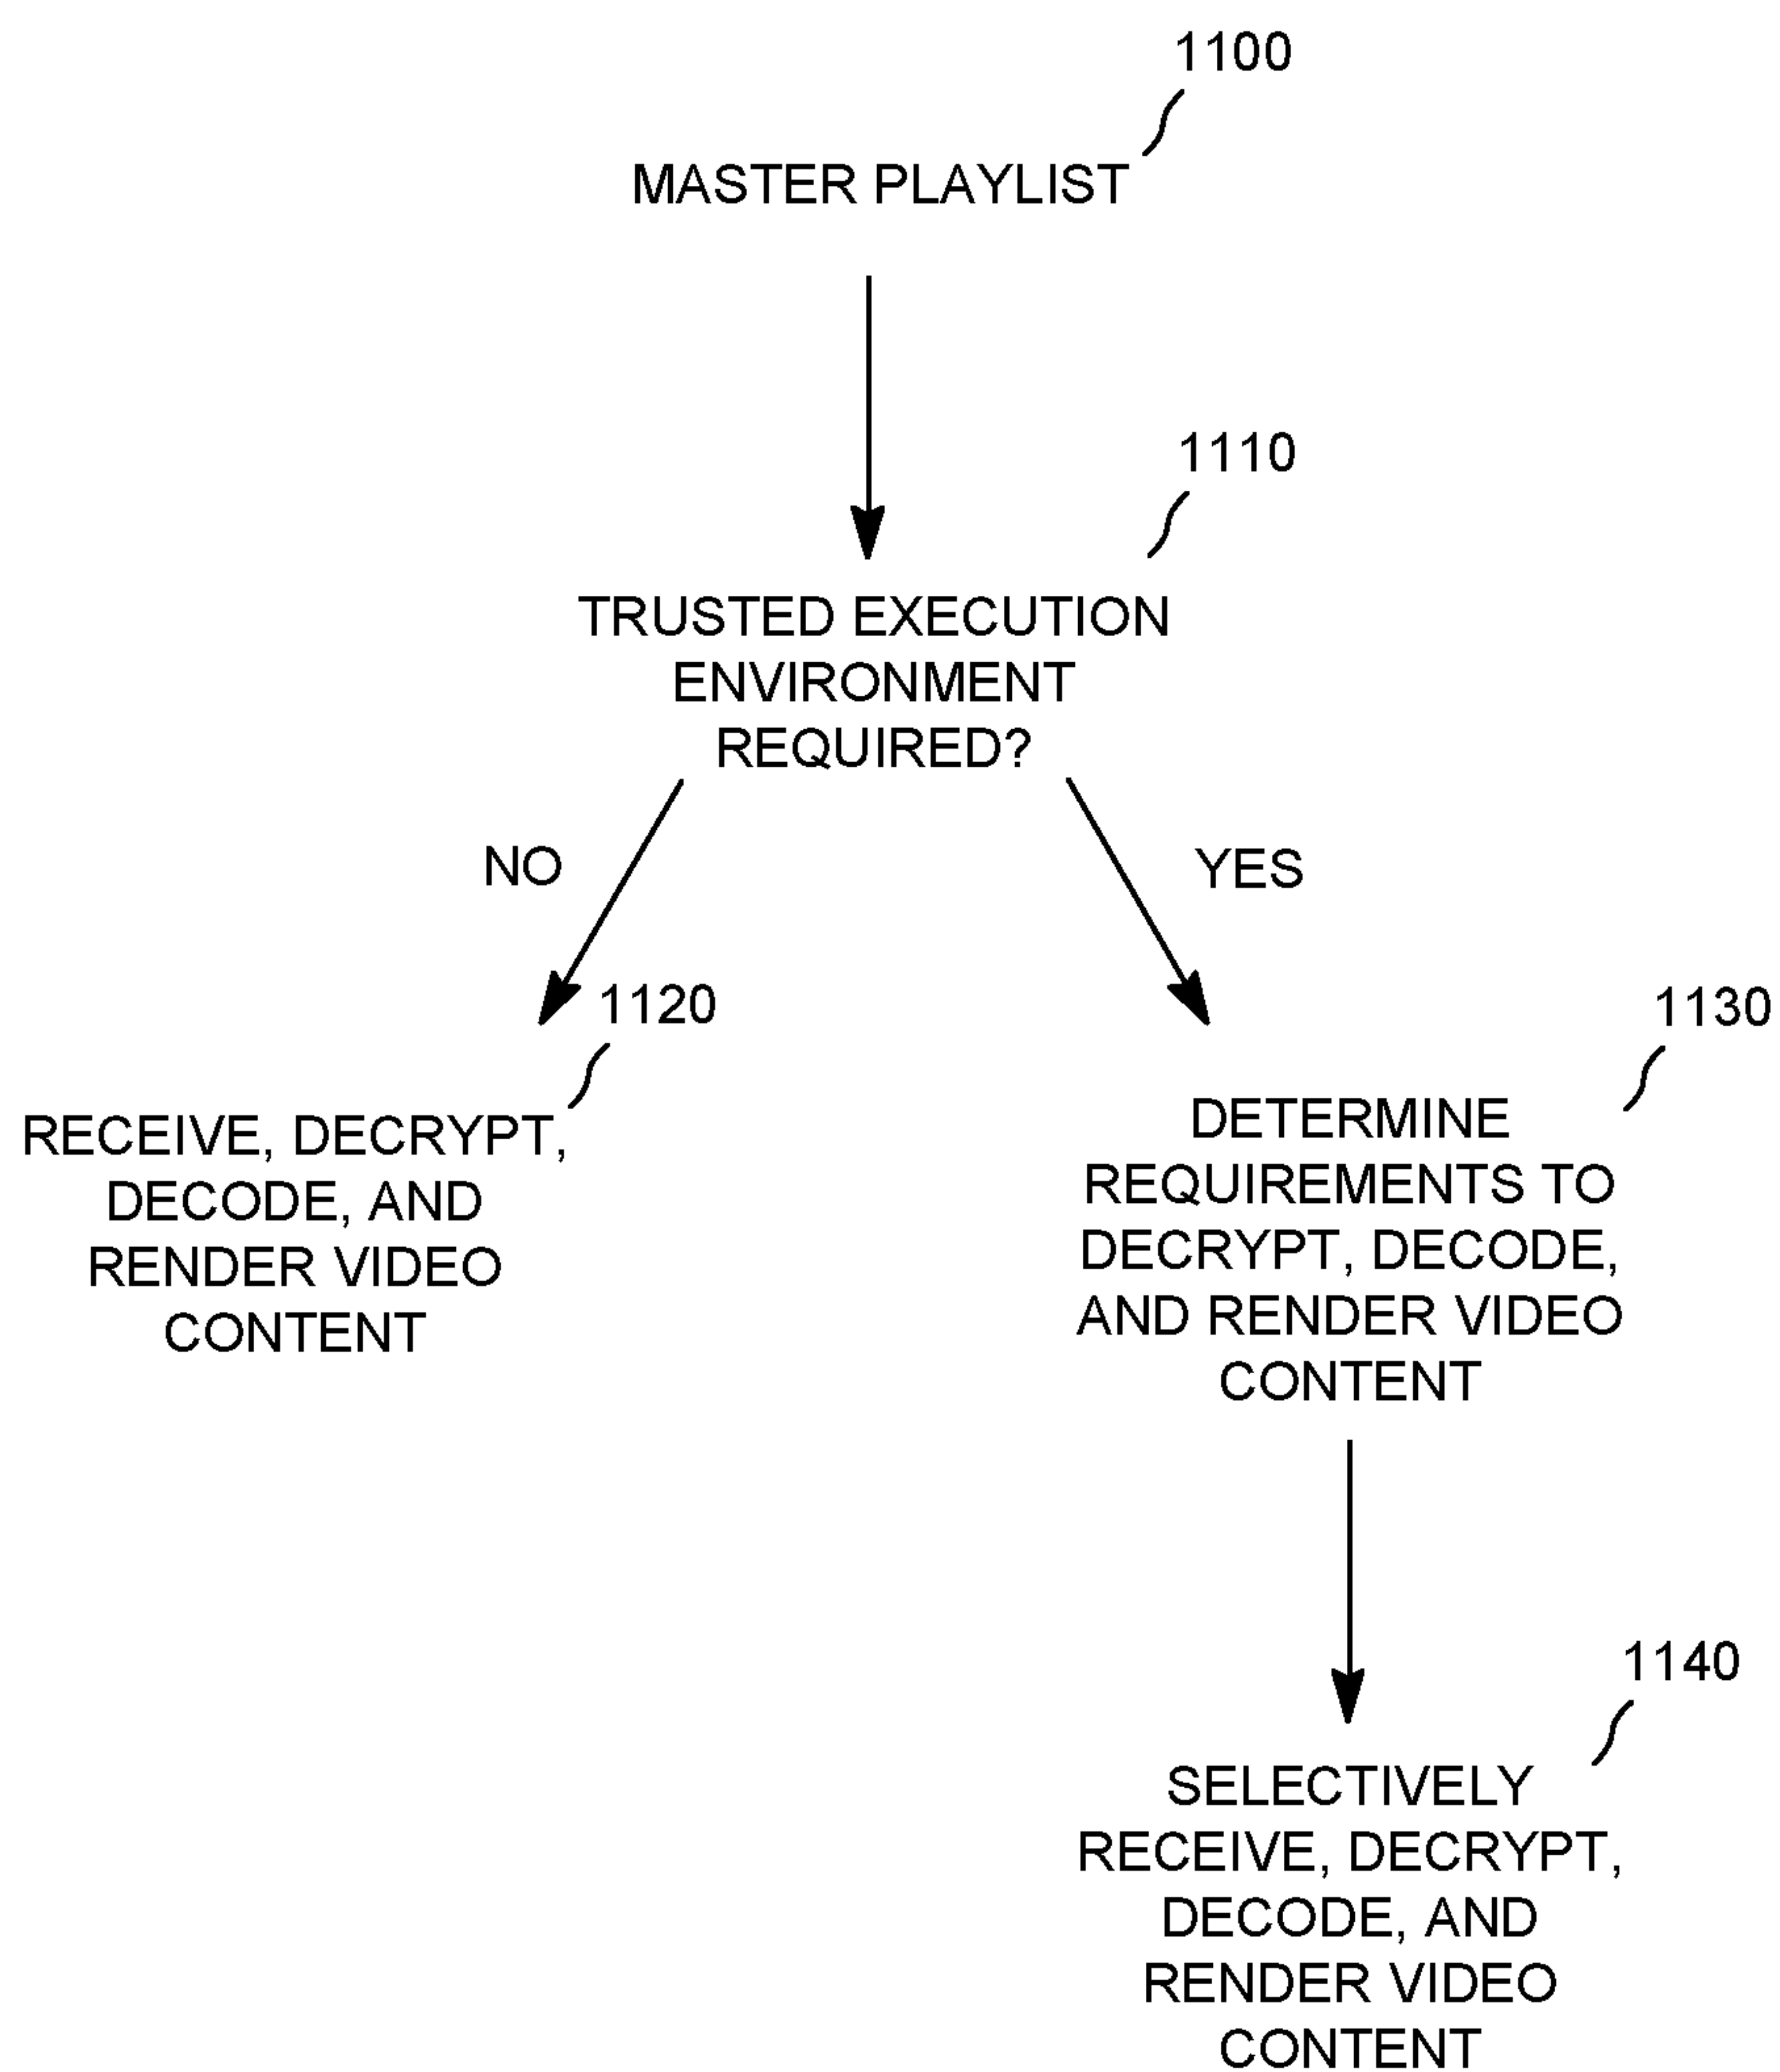 1100
MASTER PLAYLIST
1110
TRUSTED EXECUTION
ENVIRONMENT
REQUIRED?
NO
YES
1120
RECEIVE, DECRYPT,
DECODE, AND
RENDER VIDEO
CONTENT
1130
DETERMINE
REQUIREMENTS TO
DECRYPT, DECODE,
AND RENDER VIDEO
CONTENT
1140
SELECTIVELY
RECEIVE, DECRYPT,
DECODE, AND
RENDER VIDEO
CONTENT